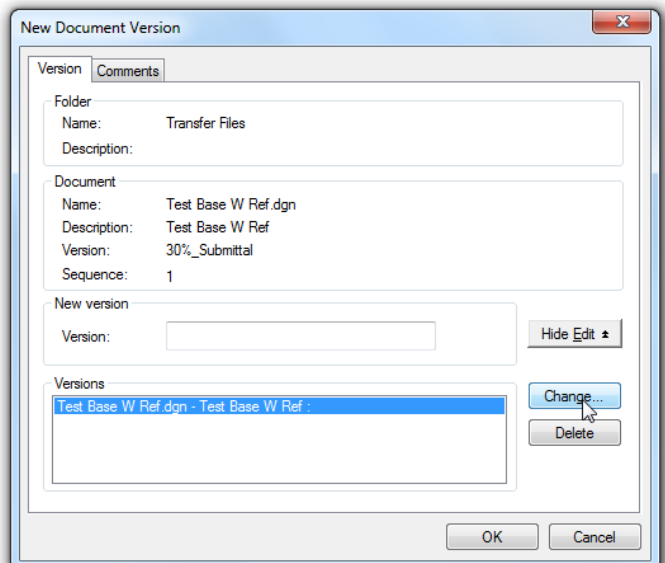 New Document Version
Version Comments
Folder
Name: Transfer Files
Description:
Document
Name: Test Base W Ref.dgn
Description: Test Base W Ref
Version: 30%_Submittal
Sequence: 1
New version
Version:
Hide Edit
Versions
Test Base W Ref.dgn - Test Base W Ref :
Change...
Delete
OK Cancel